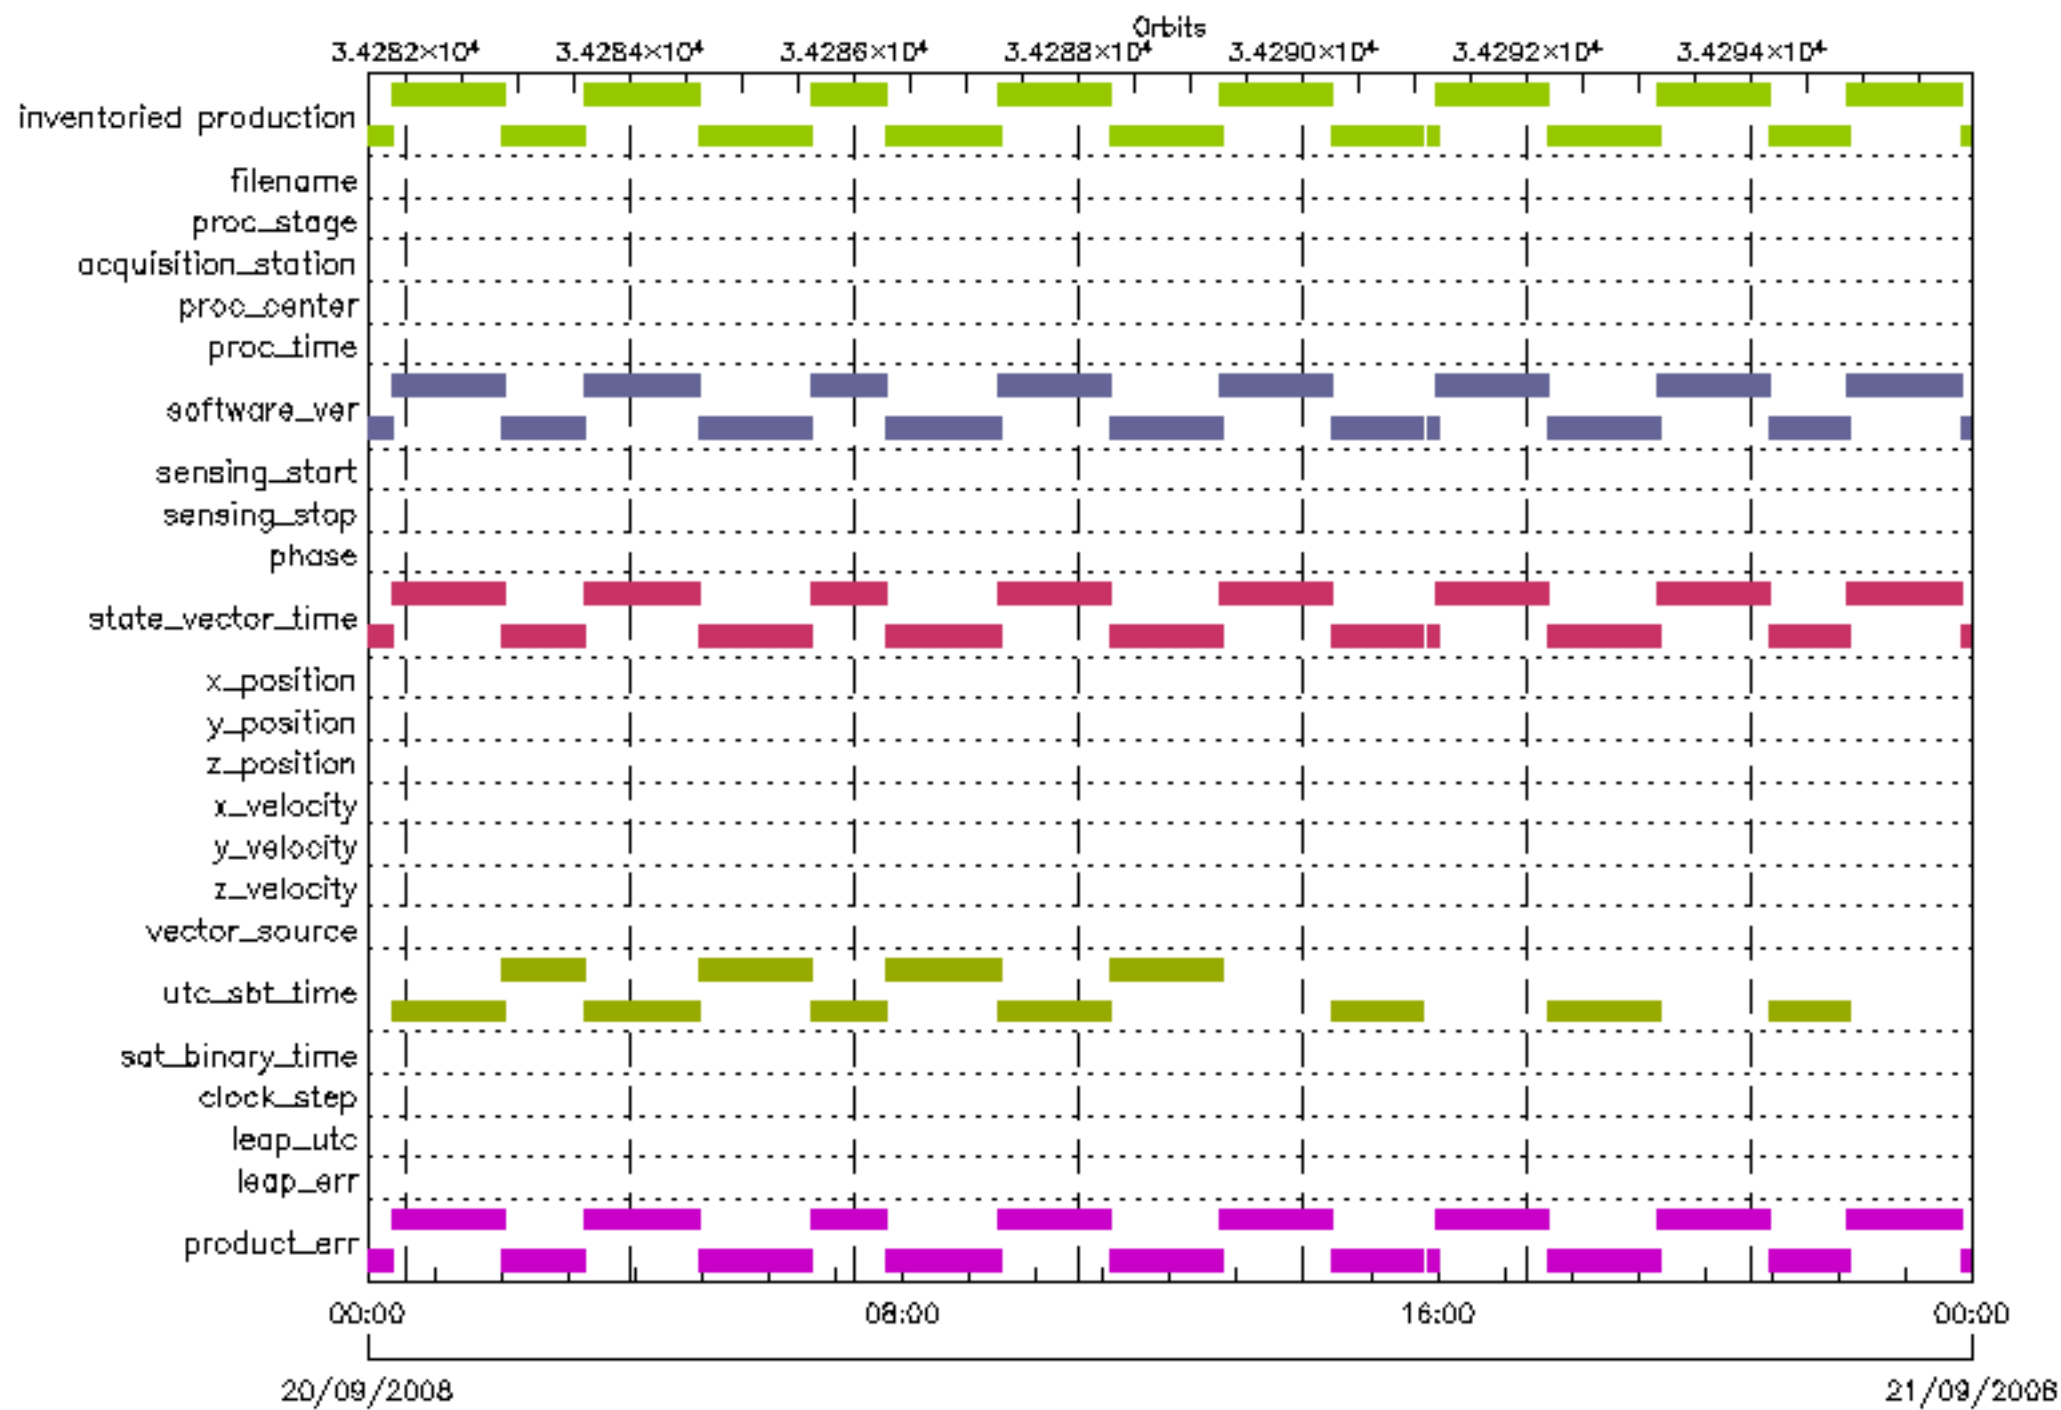 Orbits
3.4282×10⁴ 3.4284×10⁴ 3.4286×10⁴ 3.4288×10⁴ 3.4290×10⁴ 3.4292×10⁴ 3.4294×10⁴
inventoried production
filename
proc_stage
acquisition_station
proc_center
proc_time
software_ver
sensing_start
sensing_stop
phase
state_vector_time
x_position
y_position
z_position
x_velocity
y_velocity
z_velocity
vector_source
utc_sbt_time
sat_binary_time
clock_step
leap_utc
leap_err
product_err
00:00 08:00 16:00 00:00
20/09/2008 21/09/2008